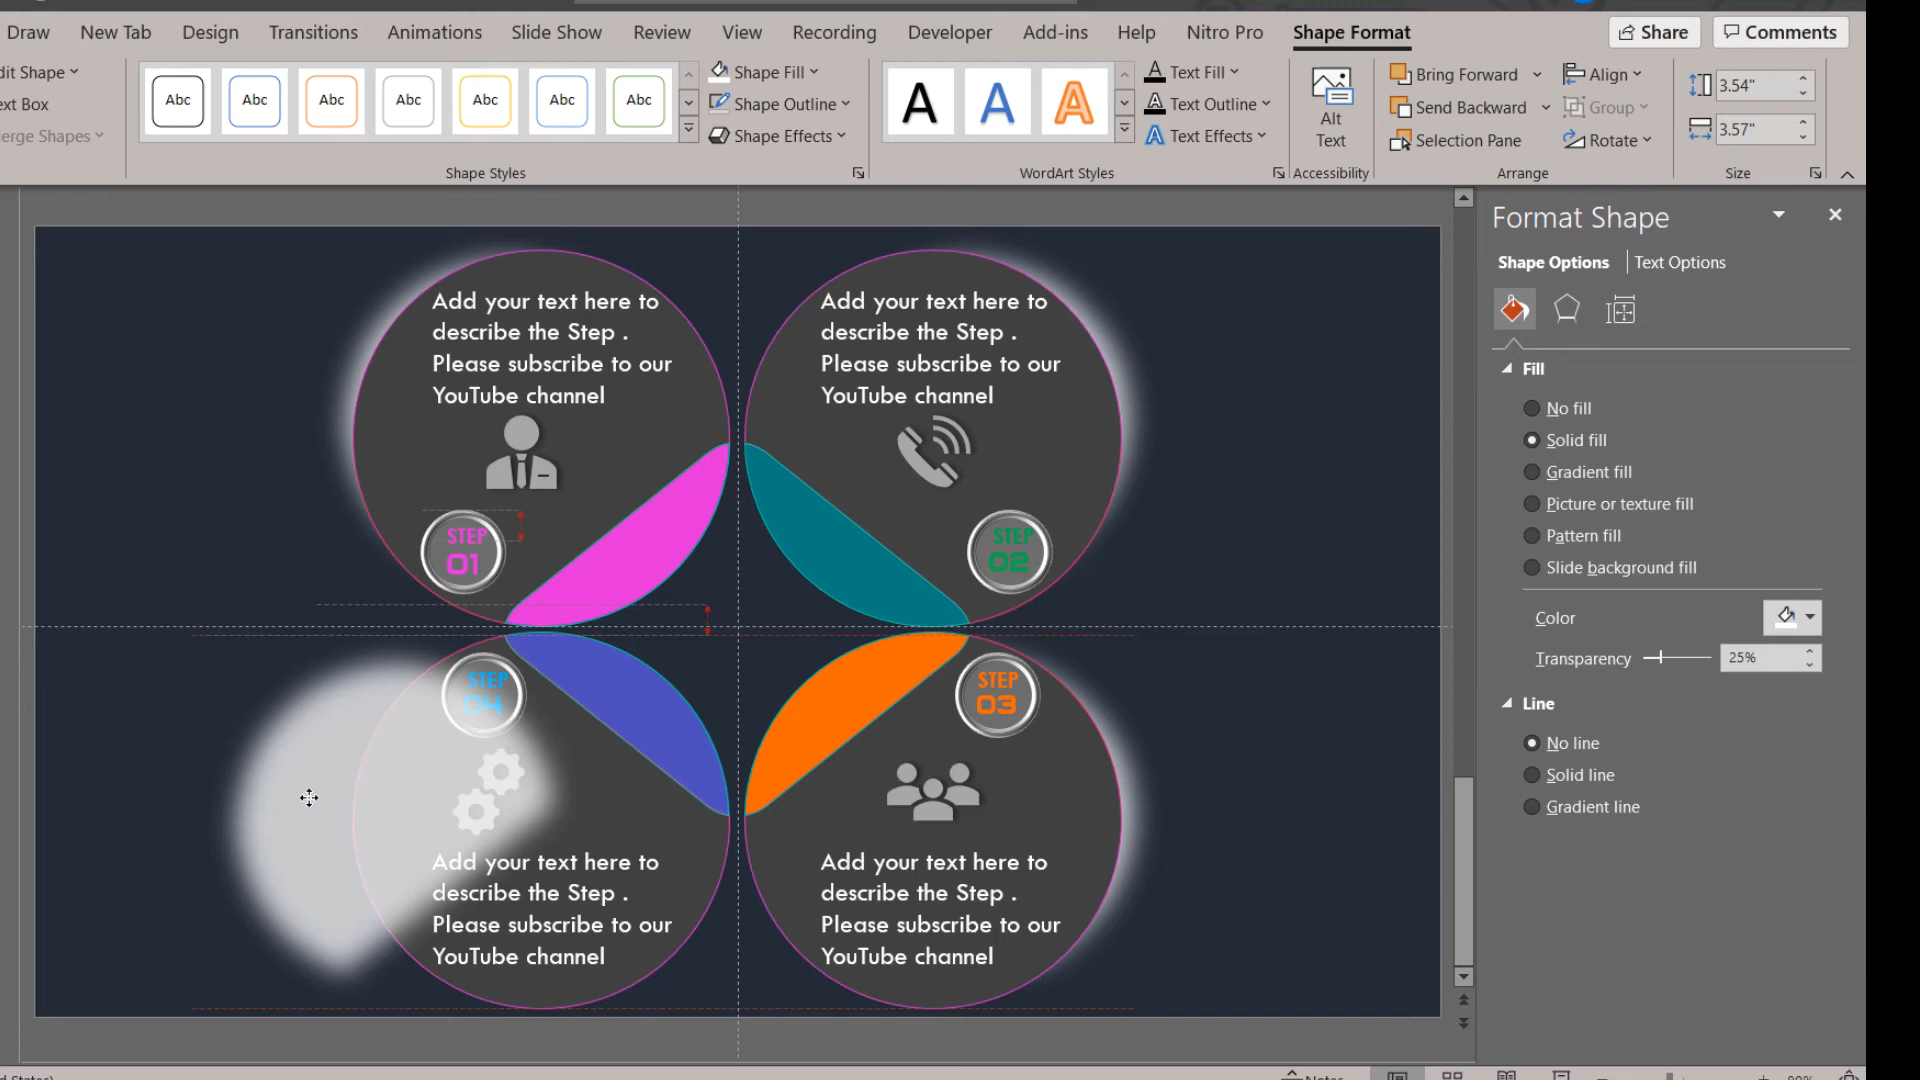 Draw New Tab Design Transitions Animations Slide Show Review View Recording Developer Add-ins Help Nitro Pro Shape Format Share Comments
dit Shape
ext Box
lerge Shapes
Abc Abc Abc Abc Abc Abc Abc
Shape Fill
Shape Outline
Shape Effects
Shape Styles
A A A
Text Fill
Text Outline
Text Effects
WordArt Styles
Alt
Text
Accessibility
Bring Forward
Send Backward
Selection Pane
Align
Group
Rotate
Arrange
3.54"
3.57"
Size
Add your text here to
describe the Step .
Please subscribe to our
YouTube channel
STEP
01
Add your text here to
describe the Step .
Please subscribe to our
YouTube channel
STEP
02
STEP
04
Add your text here to
describe the Step .
Please subscribe to our
YouTube channel
STEP
03
Add your text here to
describe the Step .
Please subscribe to our
YouTube channel
Format Shape
Shape Options Text Options
Fill
No fill
Solid fill
Gradient fill
Picture or texture fill
Pattern fill
Slide background fill
Color
Transparency 25%
Line
No line
Solid line
Gradient line